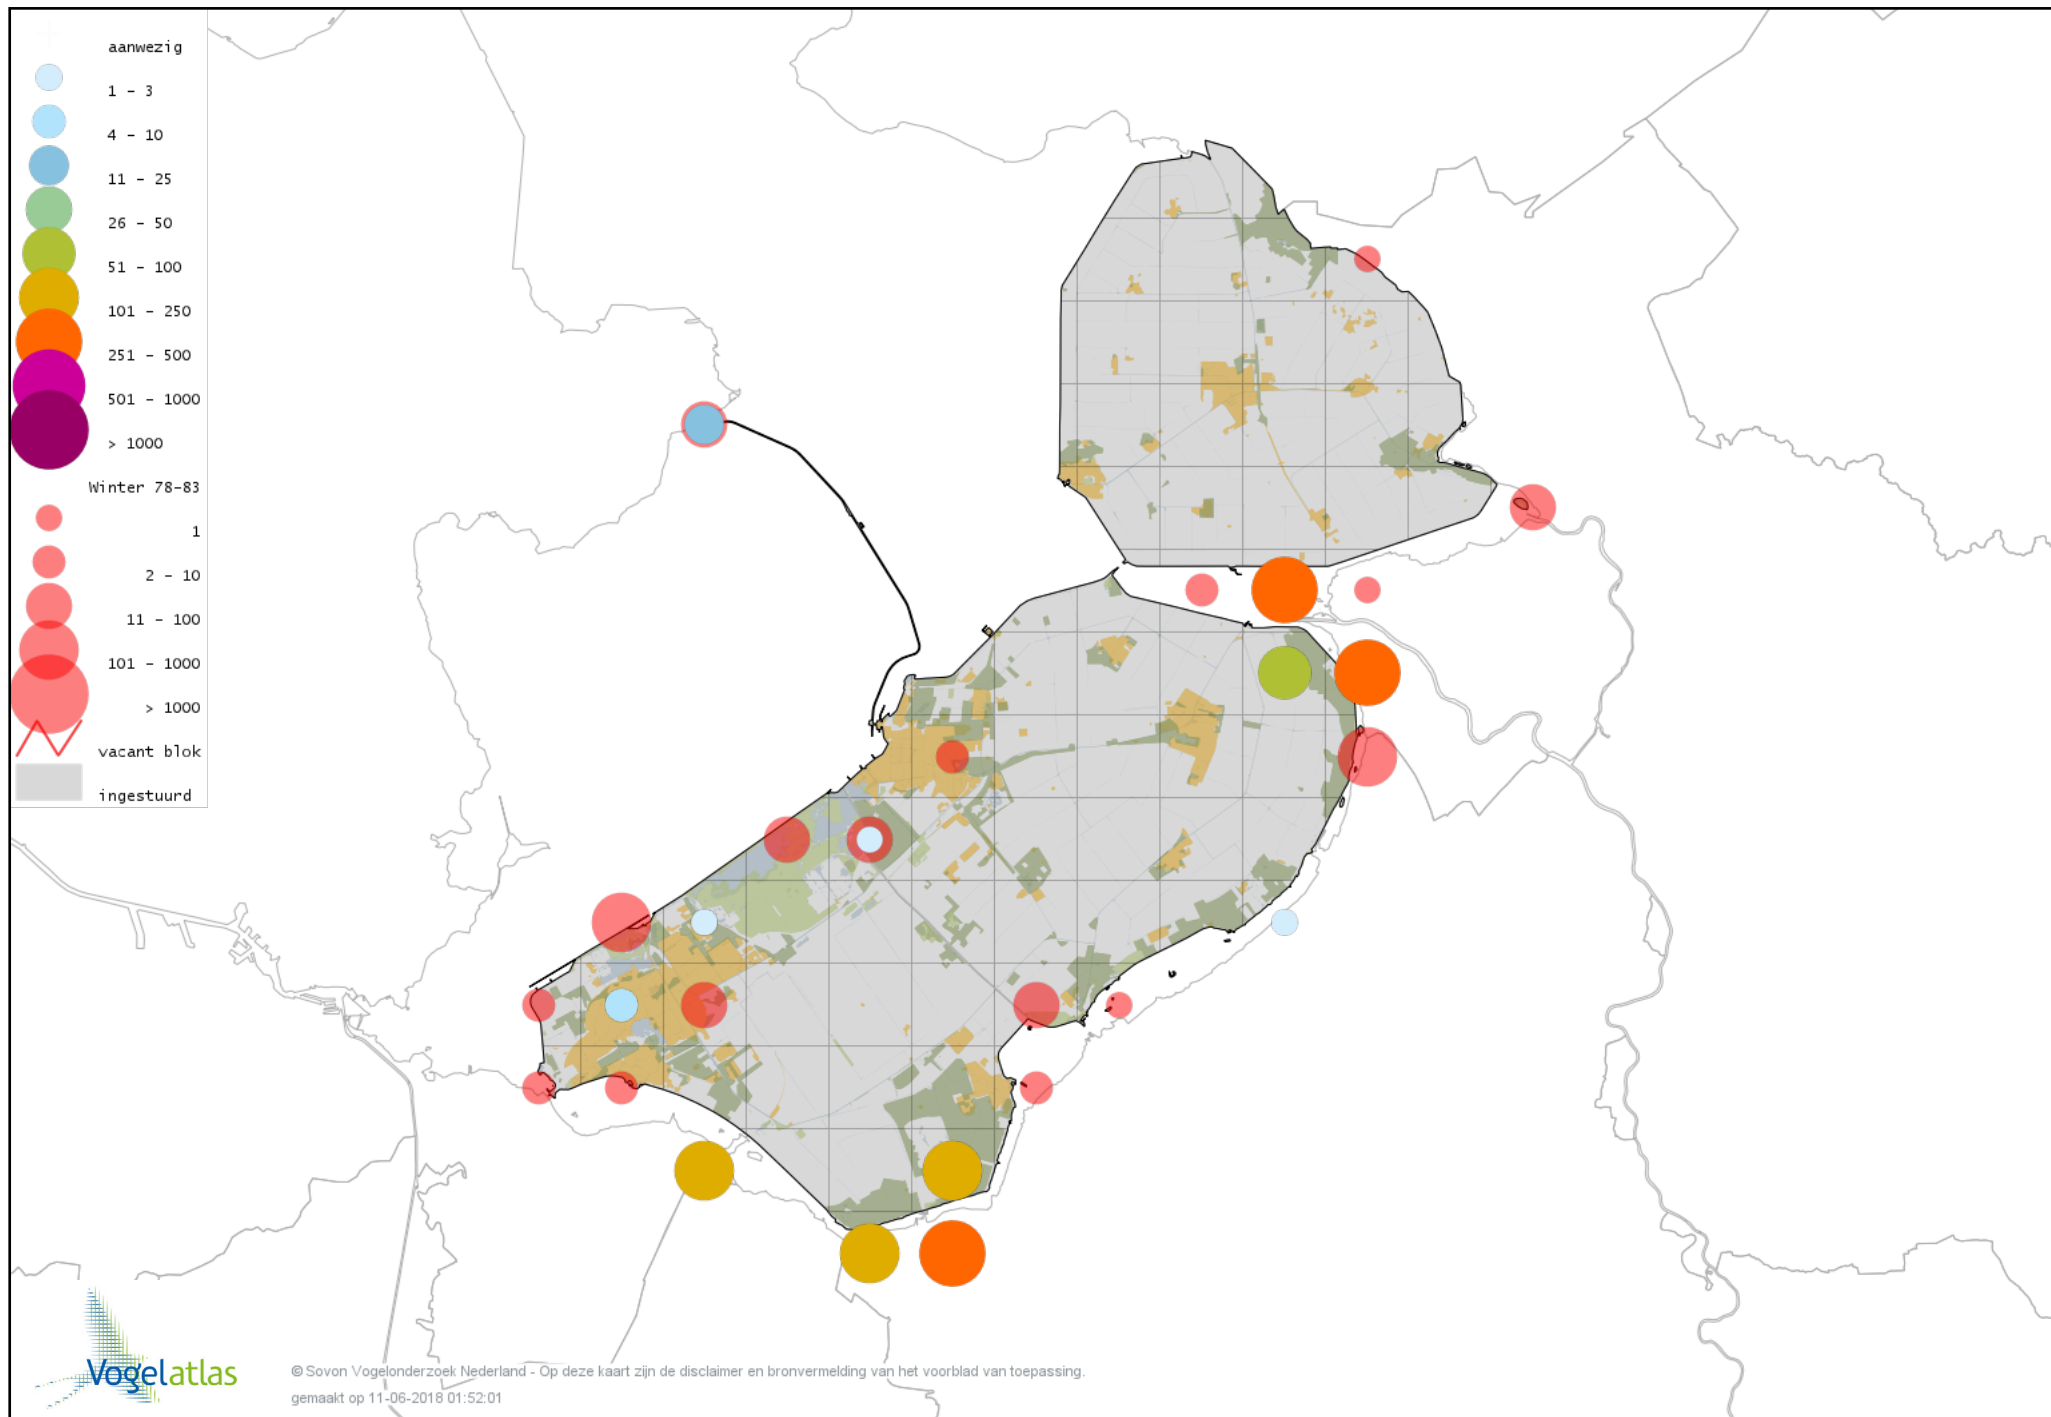 aanwezig
1 - 3
4 - 10
11 - 25
26 - 50
51 - 100
101 - 250
251 - 500
501 - 1000
> 1000
Winter 78-83
1
2 - 10
11 - 100
101 - 1000
> 1000
vacant blok
ingestuurd
Vogelatlas
© Sovon Vogelonderzoek Nederland - Op deze kaart zijn de disclaimer en bronvermelding van het voorblad van toepassing.
gemaakt op 11-06-2018 01:52:01